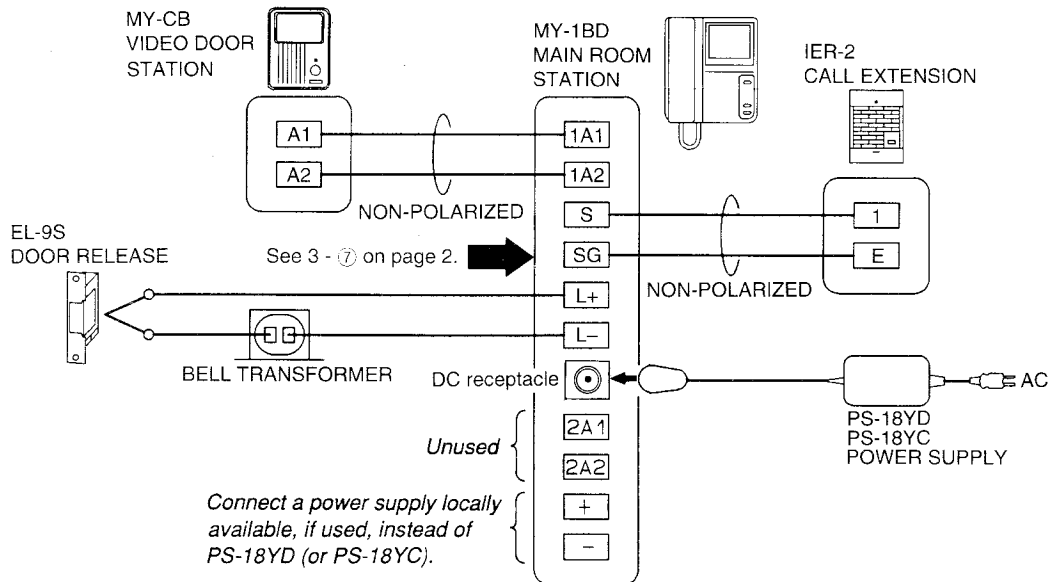 MY-CB
VIDEO DOOR
STATION
MY-1BD
MAIN ROOM
STATION
IER-2
CALL EXTENSION
A1
A2
NON-POLARIZED
1A1
1A2
S
SG
L+
L−
1
E
NON-POLARIZED
EL-9S
DOOR RELEASE
See 3 - ⑦ on page 2.
BELL TRANSFORMER
DC receptacle
AC
PS-18YD
PS-18YC
POWER SUPPLY
2A1
2A2
Unused
+
−
Connect a power supply locally
available, if used, instead of
PS-18YD (or PS-18YC).